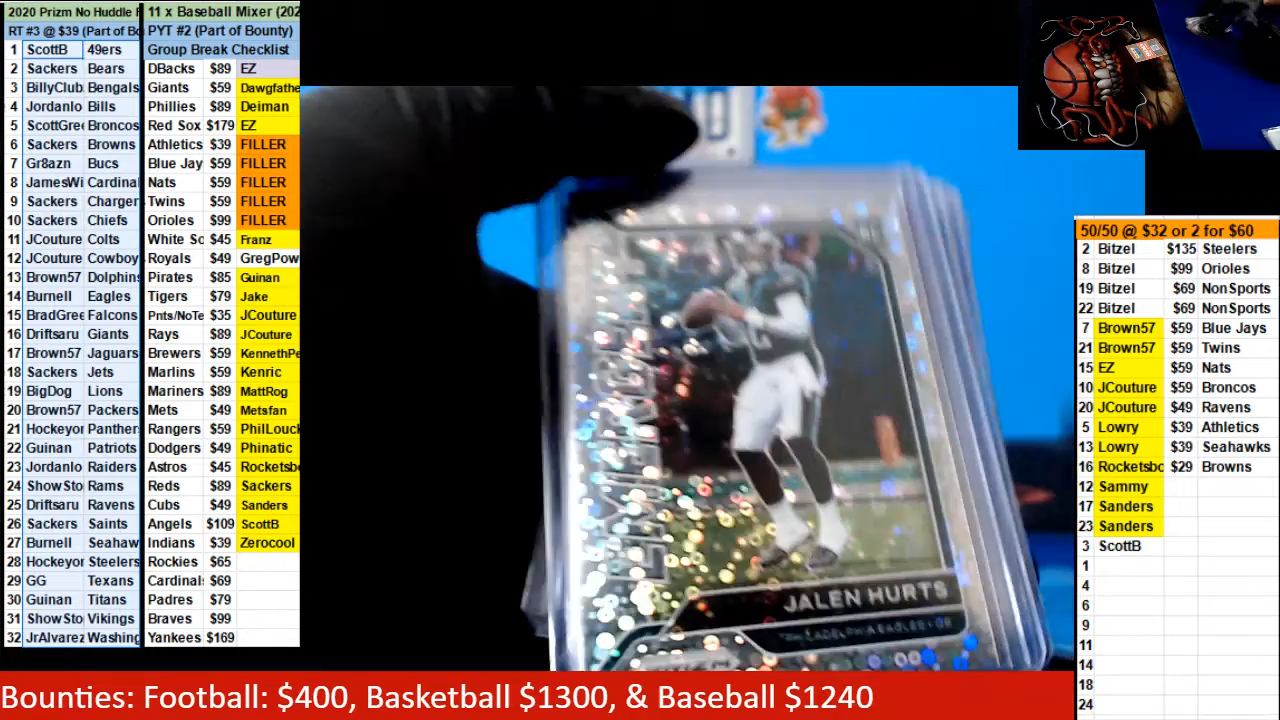 2020 Prizm No Huddle F
RT #3 @ $39 (Part of Bo
1 ScottB 49ers
2 Sackers Bears
3 BillyClub Bengals
4 Jordanlo Bills
5 ScottGree Broncos
6 Sackers Browns
7 Gr8azn Bucs
8 JamesWi Cardina
9 Sackers Charger
10 Sackers Chiefs
11 JCouture Colts
12 JCouture Cowboy
13 Brown57 Dolphins
14 Burnell Eagles
15 BradGree Falcons
16 Driftsaru Giants
17 Brown57 Jaguars
18 Sackers Jets
19 BigDog Lions
20 Brown57 Packers
21 Hockeyor Panther
22 Guinan Patriots
23 Jordanlo Raiders
24 ShowSto Rams
25 Driftsaru Ravens
26 Sackers Saints
27 Burnell Seahaw
28 Hockeyor Steelers
29 GG Texans
30 Guinan Titans
31 ShowSto Vikings
32 JrAlvarez Washing
11 x Baseball Mixer (202
PYT #2 (Part of Bounty)
Group Break Checklist
DBacks $89 EZ
Giants $59 Dawgfathe
Phillies $89 Deiman
Red Sox $179 EZ
Athletics $39 FILLER
Blue Jay $59 FILLER
Nats $59 FILLER
Twins $59 FILLER
Orioles $99 FILLER
White So $45 Franz
Royals $49 GregPow
Pirates $85 Guinan
Tigers $79 Jake
Pnts/NoTe $35 JCouture
Rays $89 JCouture
Brewers $59 KennethPe
Marlins $59 Kenric
Mariners $89 MattRog
Mets $49 Metsfan
Rangers $59 PhilLouck
Dodgers $49 Phinatic
Astros $45 Rocketsbo
Reds $89 Sackers
Cubs $49 Sanders
Angels $109 ScottB
Indians $39 Zerocool
Rockies $65
Cardinals $69
Padres $79
Braves $99
Yankees $169
JALEN HURTS
PHILADELPHIA EAGLES • QB
50/50 @ $32 or 2 for $60
2 Bitzel $135 Steelers
8 Bitzel $99 Orioles
19 Bitzel $69 NonSports
22 Bitzel $69 NonSports
7 Brown57 $59 Blue Jays
21 Brown57 $59 Twins
15 EZ $59 Nats
10 JCouture $59 Broncos
20 JCouture $49 Ravens
5 Lowry $39 Athletics
13 Lowry $39 Seahawks
16 Rocketsbo $29 Browns
12 Sammy
17 Sanders
23 Sanders
3 ScottB
1
4
6
9
11
14
18
24
Bounties: Football: $400, Basketball $1300, & Baseball $1240